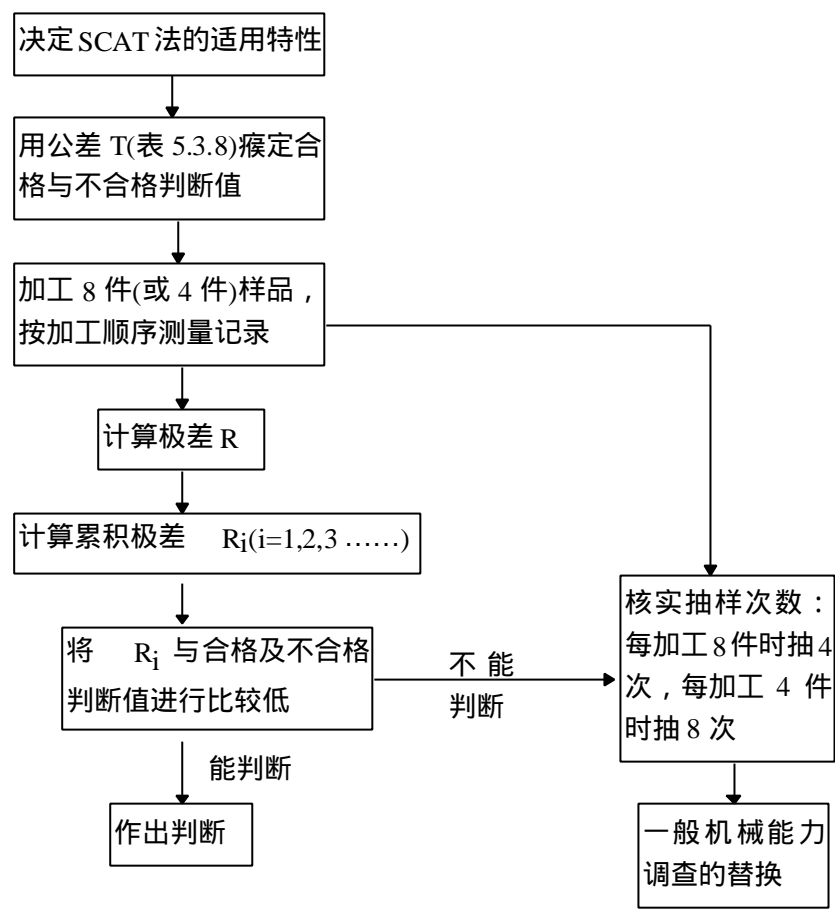 决定SCAT法的适用特性
用公差 T(表 5.3.8)瘊定合
格与不合格判断值
加工 8 件(或 4 件)样品，
按加工顺序测量记录
计算极差 R
计算累积极差 Ri(i=1,2,3 ……)
将 Ri 与合格及不合格
判断值进行比较低
不 能
判断
能判断
作出判断
核实抽样次数：
每加工8件时抽4
次，每加工 4 件
时抽 8 次
一般机械能力
调查的替换